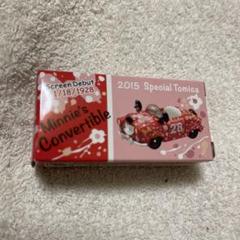 Screen Debut
11/18/1928
Minnie's
Convertible
2015 Special Tomica
28